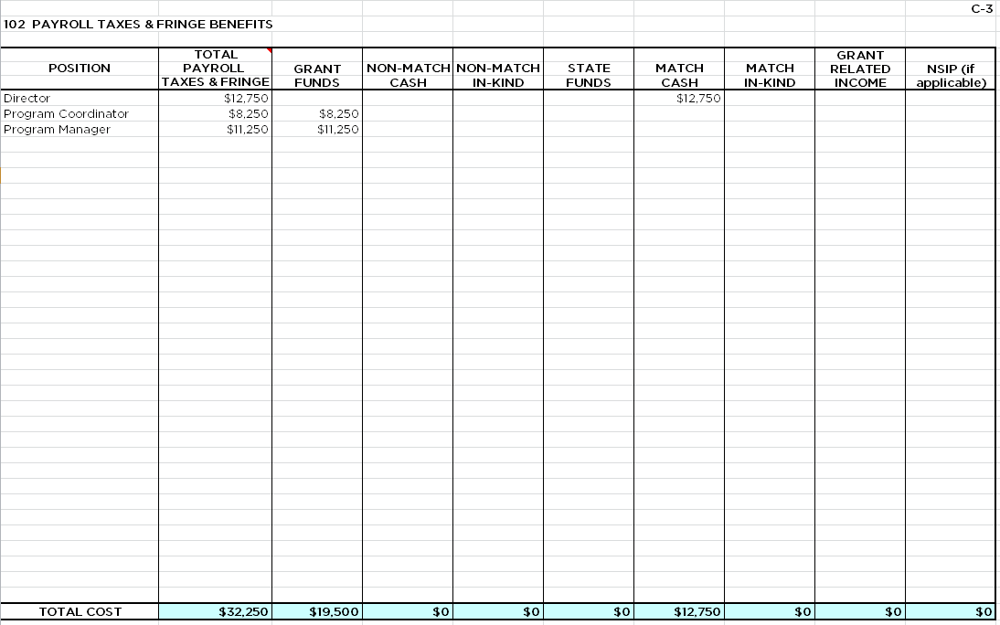 C-3
102 PAYROLL TAXES & FRINGE BENEFITS
POSITION TOTAL PAYROLL TAXES & FRINGE GRANT FUNDS NON-MATCH CASH NON-MATCH IN-KIND STATE FUNDS MATCH CASH MATCH IN-KIND GRANT RELATED INCOME NSIP (if applicable)
Director $12,750 $12,750
Program Coordinator $8,250 $8,250
Program Manager $11,250 $11,250
TOTAL COST $32,250 $19,500 $0 $0 $0 $12,750 $0 $0 $0